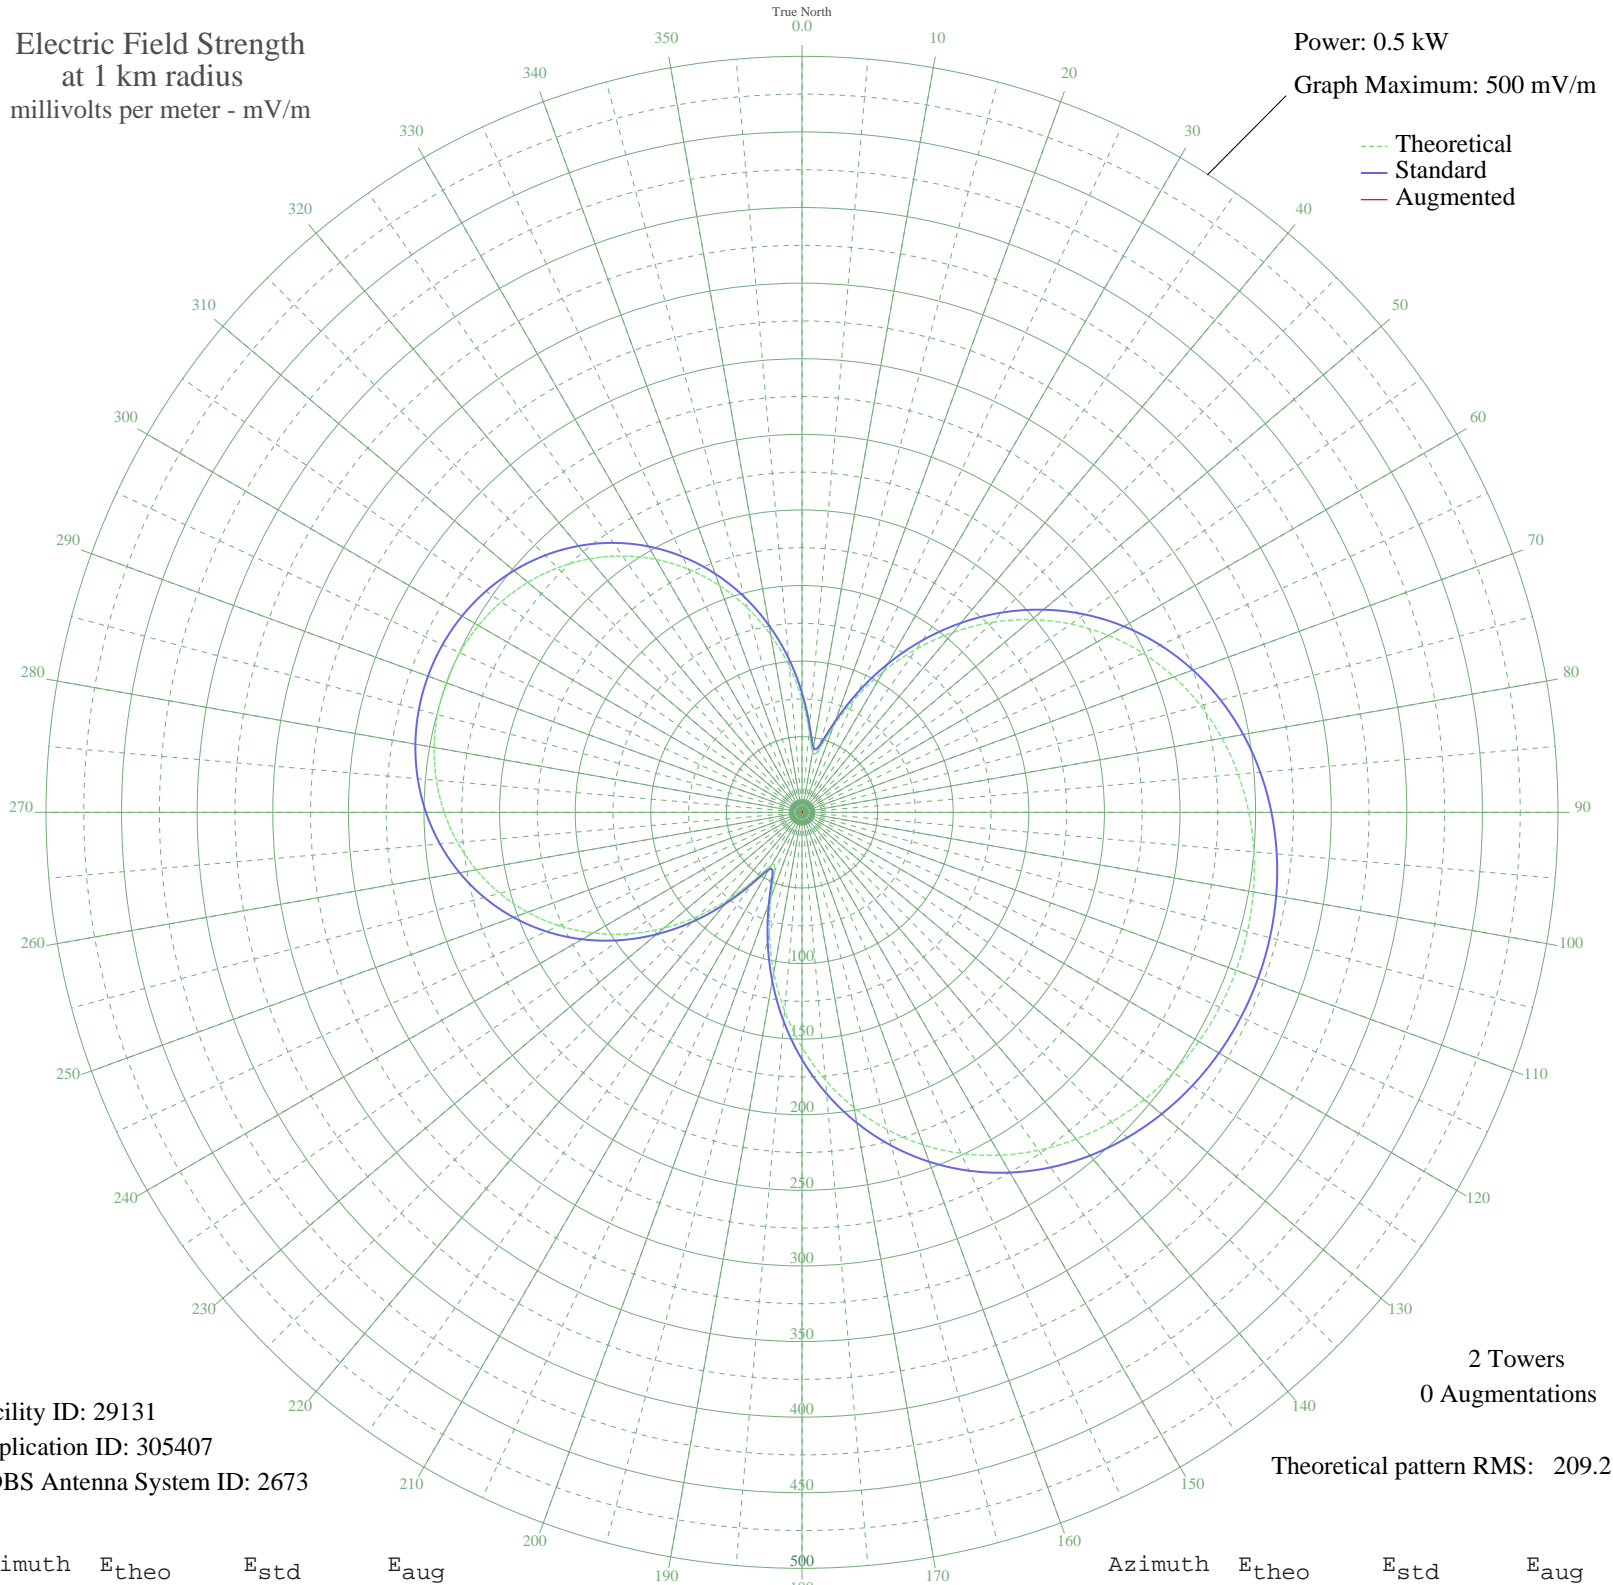 True North
Electric Field Strength
at 1 km radius
millivolts per meter - mV/m
Power: 0.5 kW
Graph Maximum: 500 mV/m
Theoretical
Standard
Augmented
0.0
10
20
30
40
50
60
70
80
90
100
110
120
130
140
150
160
170
190
200
210
220
230
240
250
260
270
280
290
300
310
320
330
340
350
100
150
200
250
300
350
400
450
500
2 Towers
0 Augmentations
Theoretical pattern RMS: 209.2
cility ID: 29131
plication ID: 305407
DBS Antenna System ID: 2673
imuth Etheo Estd Eaug Azimuth Etheo Estd Eaug